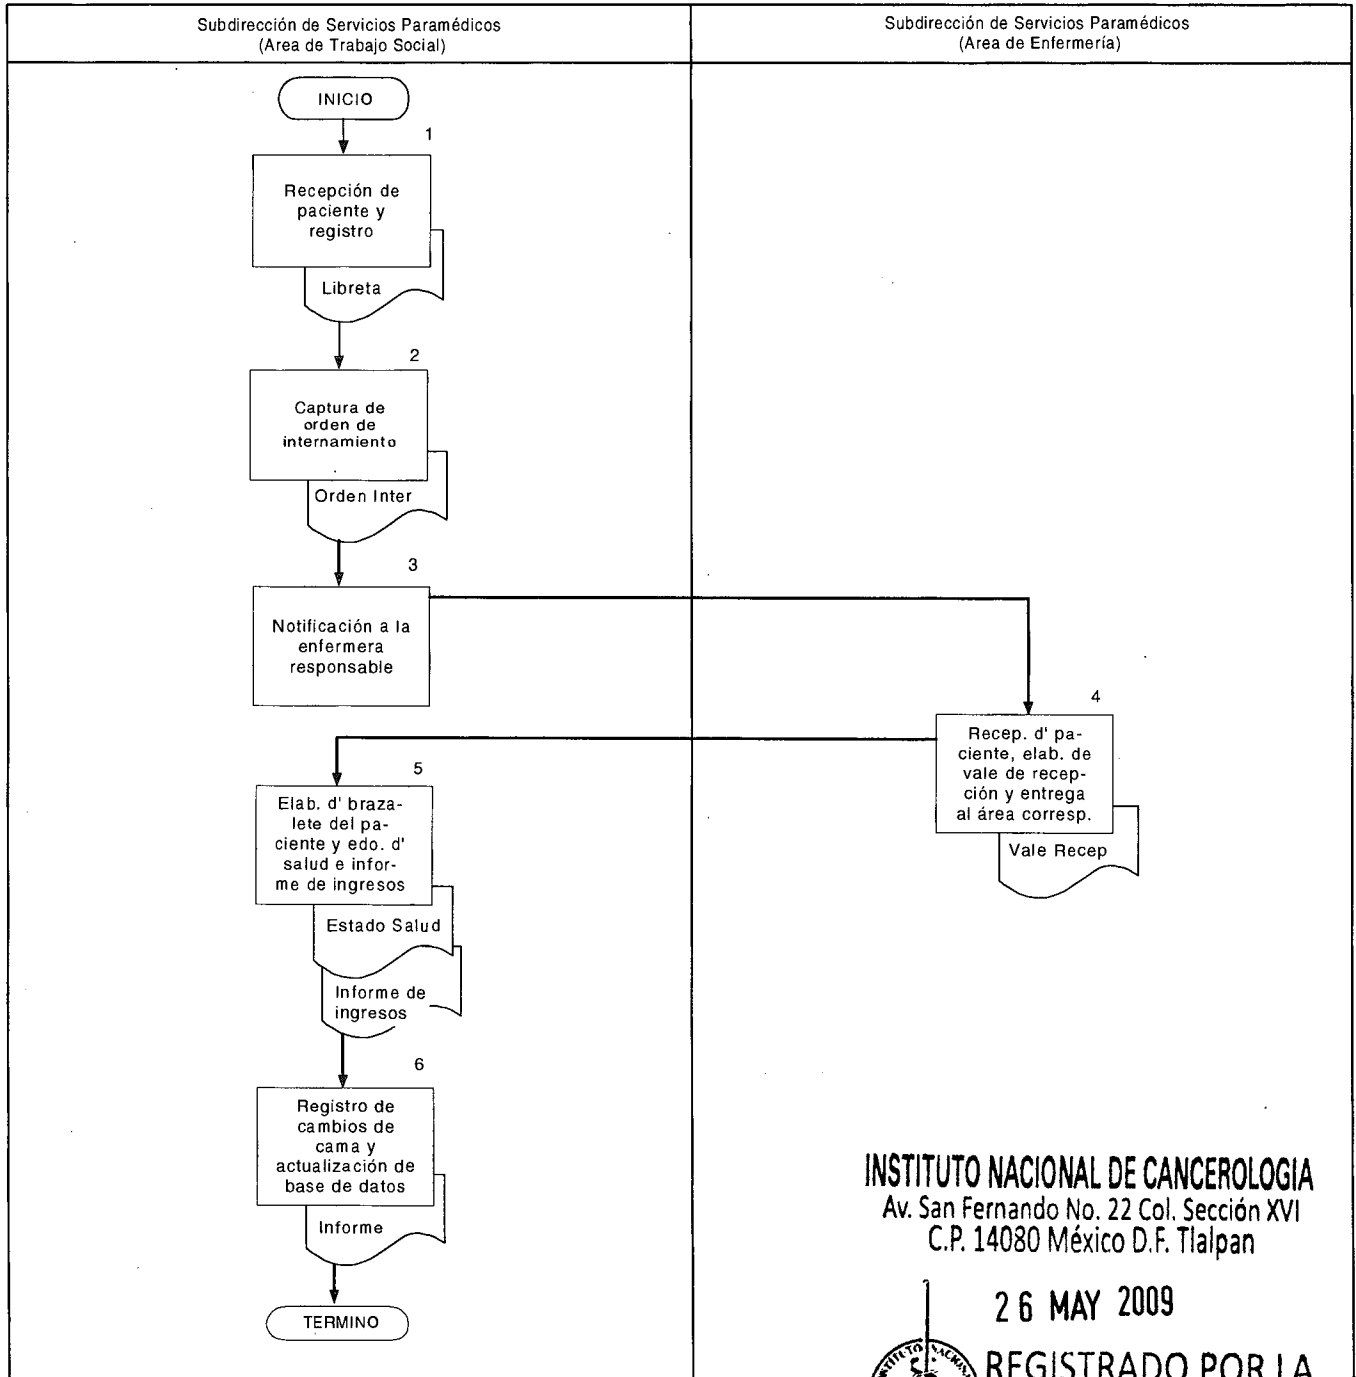 Subdirección de Servicios Paramédicos
(Area de Trabajo Social)
Subdirección de Servicios Paramédicos
(Area de Enfermería)
INICIO
1
Recepción de
paciente y
registro
Libreta
2
Captura de
orden de
internamiento
Orden Inter
3
Notificación a la
enfermera
responsable
4
Recep. d' pa-
ciente, elab. de
vale de recep-
ción y entrega
al área corresp.
Vale Recep
5
Elab. d' braza-
lete del pa-
ciente y edo. d'
salud e infor-
me de ingresos
Estado Salud
Informe de
ingresos
6
Registro de
cambios de
cama y
actualización de
base de datos
Informe
TERMINO
INSTITUTO NACIONAL DE CANCEROLOGIA
Av. San Fernando No. 22 Col. Sección XVI
C.P. 14080 México D.F. Tlalpan
26 MAY 2009
REGISTRADO POR LA